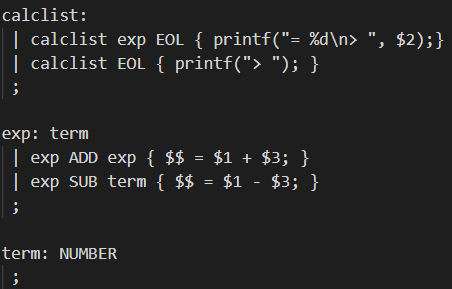 calclist:
| calclist exp EOL { printf("= %d\n> ", $2);}
| calclist EOL { printf("> "); }
;
exp: term
| exp ADD exp { $$ = $1 + $3; }
| exp SUB term { $$ = $1 - $3; }
;
term: NUMBER
;